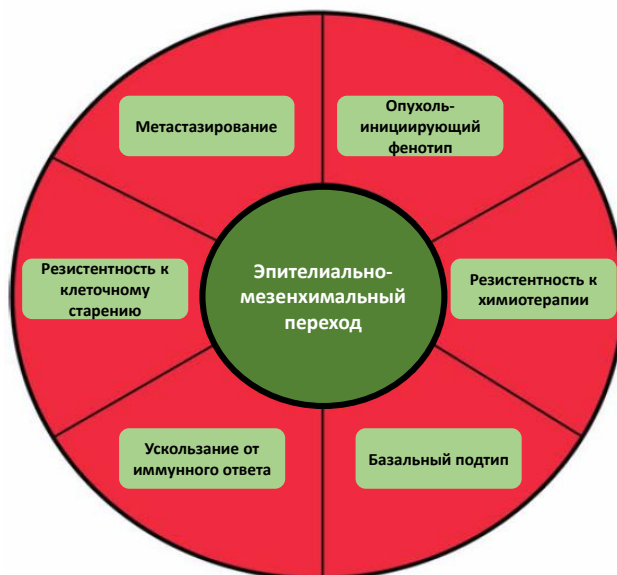 Метастазирование
Опухоль-
инициирующий
фенотип
Резистентность к
клеточному
старению
Эпителиально-
мезенхимальный
переход
Резистентность к
химиотерапии
Ускользание от
иммунного ответа
Базальный подтип